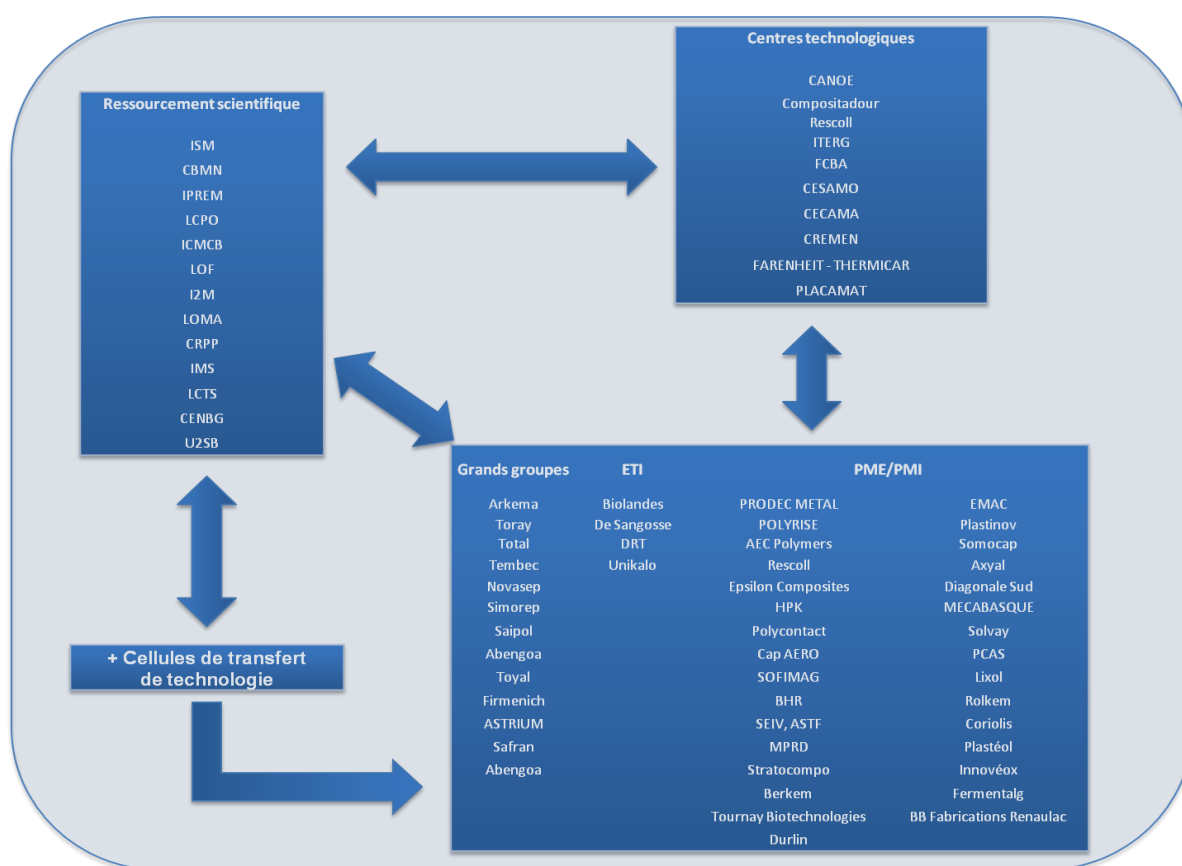 Centres technologiques
CANOE
Compositadour
Rescoll
ITERG
FCBA
CESAMO
CECAMA
CREMEN
FARENHEIT - THERMICAR
PLACAMAT
Ressourcement scientifique
ISM
CBMN
IPREM
LCPO
ICMCB
LOF
I2M
LOMA
CRPP
IMS
LCTS
CENBG
U2SB
+ Cellules de transfert
de technologie
Grands groupes
Arkema
Toray
Total
Tembec
Novasep
Simorep
Saipol
Abengoa
Toyal
Firmenich
ASTRIUM
Safran
Abengoa
ETI
Biolandes
De Sangosse
DRT
Unikalo
PME/PMI
PRODEC METAL
POLYRISE
AEC Polymers
Rescoll
Epsilon Composites
HPK
Polycontact
Cap AERO
SOFIMAG
BHR
SEIV, ASTF
MPRD
Stratocompo
Berkem
Tournay Biotechnologies
Durlin
EMAC
Plastinov
Somocap
Axyal
Diagonale Sud
MECABASQUE
Solvay
PCAS
Lixol
Rolkem
Coriolis
Plastéol
Innovéox
Fermentalg
BB Fabrications Renaulac